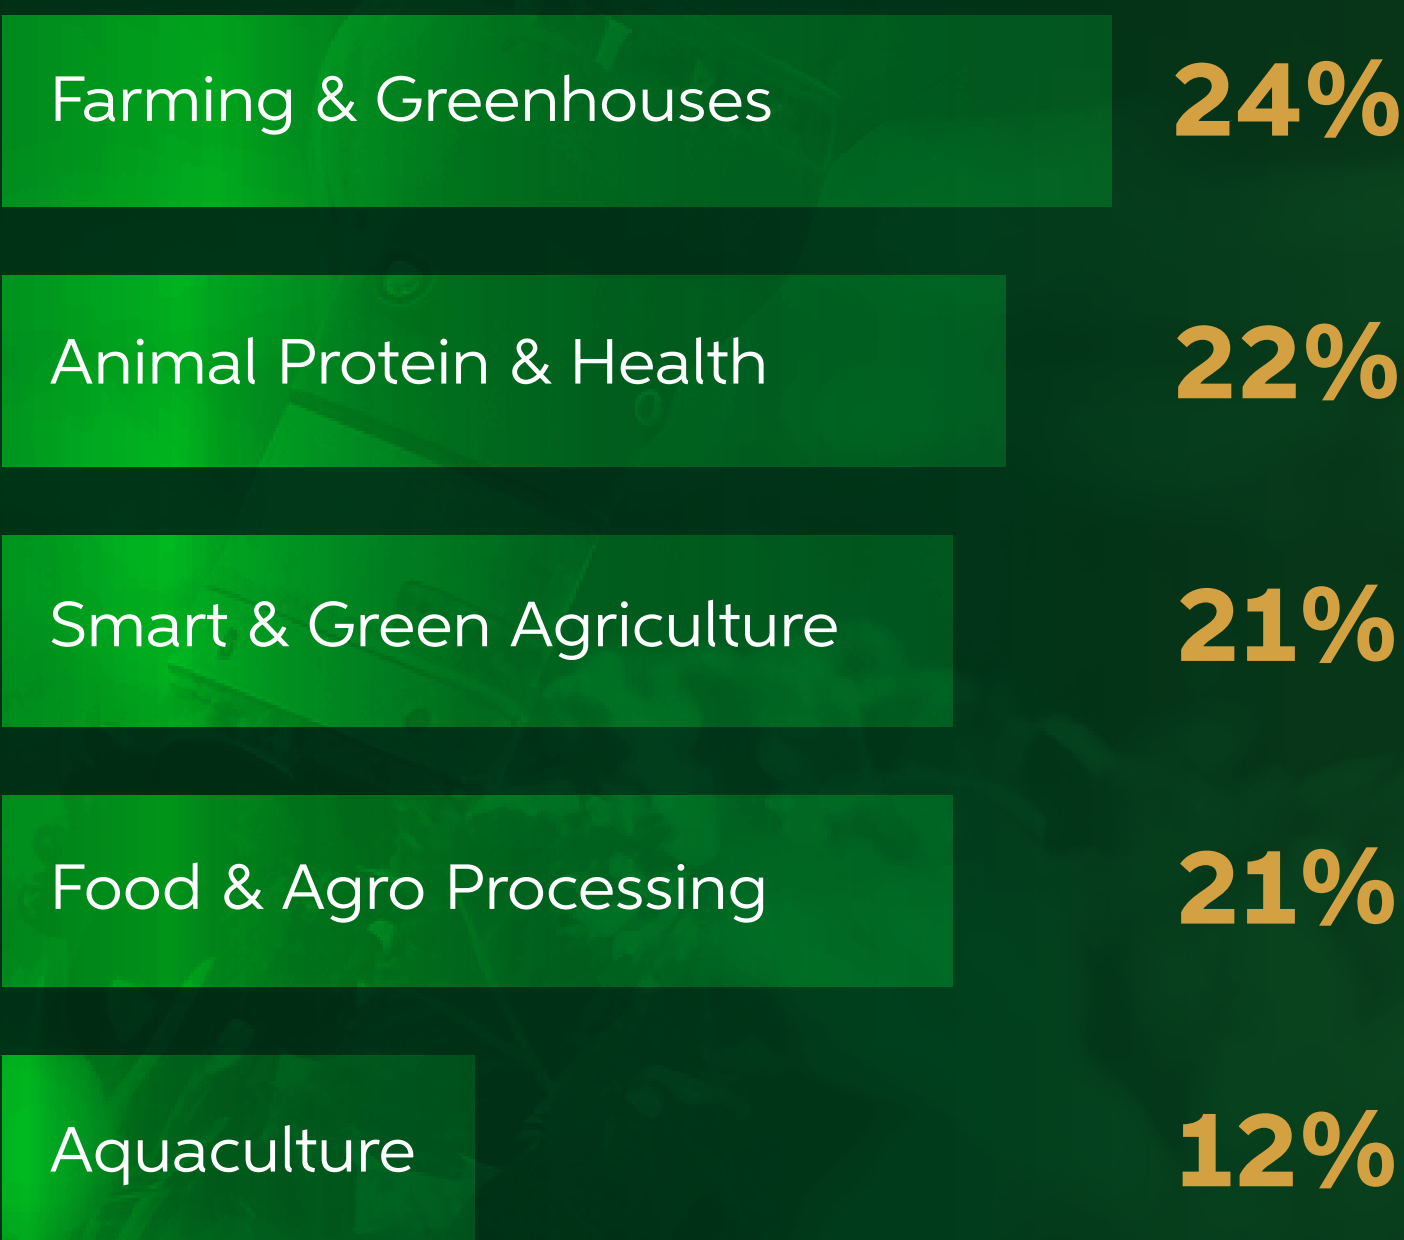 Farming & Greenhouses 24%
Animal Protein & Health 22%
Smart & Green Agriculture 21%
Food & Agro Processing 21%
Aquaculture 12%